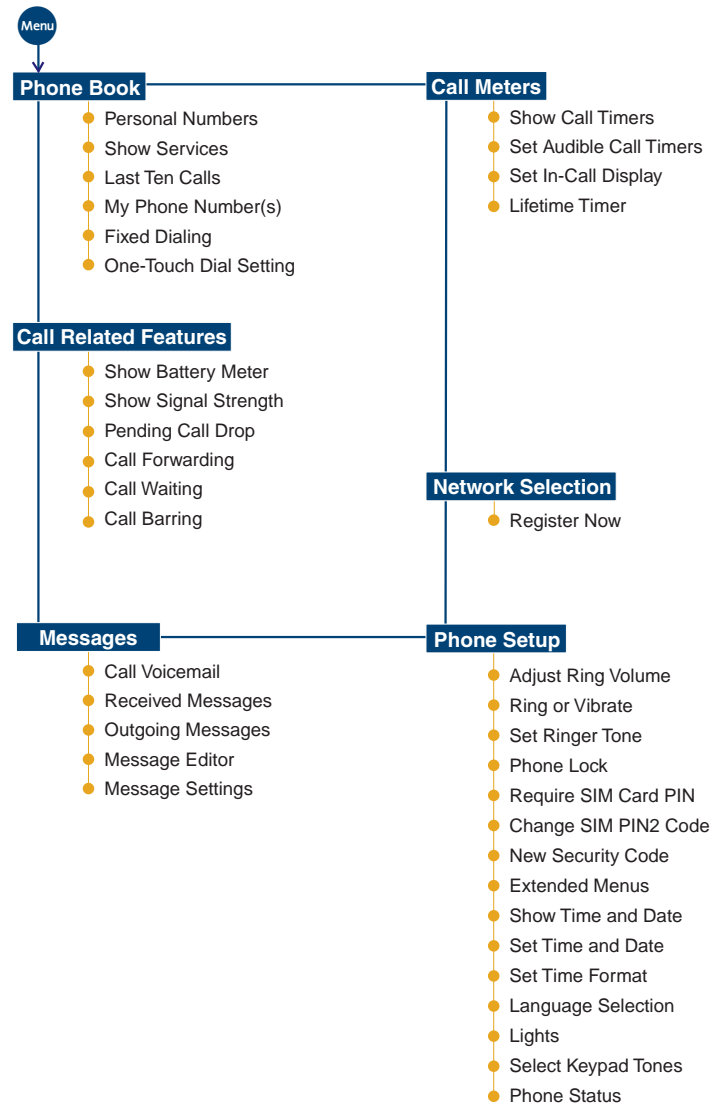 Menu
Phone Book
Personal Numbers
Show Services
Last Ten Calls
My Phone Number(s)
Fixed Dialing
One-Touch Dial Setting
Call Related Features
Show Battery Meter
Show Signal Strength
Pending Call Drop
Call Forwarding
Call Waiting
Call Barring
Messages
Call Voicemail
Received Messages
Outgoing Messages
Message Editor
Message Settings
Call Meters
Show Call Timers
Set Audible Call Timers
Set In-Call Display
Lifetime Timer
Network Selection
Register Now
Phone Setup
Adjust Ring Volume
Ring or Vibrate
Set Ringer Tone
Phone Lock
Require SIM Card PIN
Change SIM PIN2 Code
New Security Code
Extended Menus
Show Time and Date
Set Time and Date
Set Time Format
Language Selection
Lights
Select Keypad Tones
Phone Status